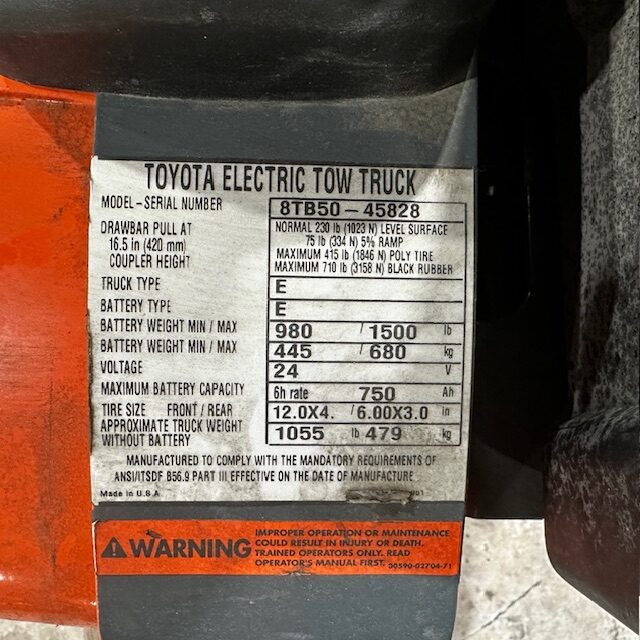 TOYOTA ELECTRIC TOW TRUCK
MODEL-SERIAL NUMBER 8TB50-45828
DRAWBAR PULL AT
16.5 in (420 mm)
COUPLER HEIGHT
NORMAL 230 lb (1023 N) LEVEL SURFACE
75 lb (334 N) 5% RAMP
MAXIMUM 415 lb (1846 N) POLY TIRE
MAXIMUM 710 lb (3158 N) BLACK RUBBER
TRUCK TYPE E
BATTERY TYPE E
BATTERY WEIGHT MIN / MAX 980 / 1500 lb
BATTERY WEIGHT MIN / MAX 445 / 680 kg
VOLTAGE 24 V
MAXIMUM BATTERY CAPACITY 6h rate 750 Ah
TIRE SIZE FRONT / REAR 12.0X4. / 6.00X3.0 in
APPROXIMATE TRUCK WEIGHT
WITHOUT BATTERY 1055 lb 479 kg
MANUFACTURED TO COMPLY WITH THE MANDATORY REQUIREMENTS OF
ANSI/ITSDF B56.9 PART III EFFECTIVE ON THE DATE OF MANUFACTURE
Made in U.S.A.
WARNING
IMPROPER OPERATION OR MAINTENANCE
COULD RESULT IN INJURY OR DEATH.
TRAINED OPERATORS ONLY. READ
OPERATOR'S MANUAL FIRST. 00590-02704-71